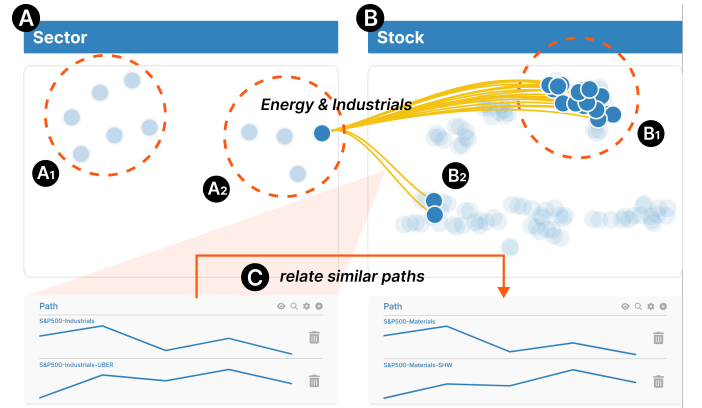 A
B
Sector
Stock
Energy & Industrials
A1
A2
B1
B2
C
relate similar paths
Path
S&P500-Industrials
S&P500-Industrials-UBER
Path
S&P500-Materials
S&P500-Materials-SHW